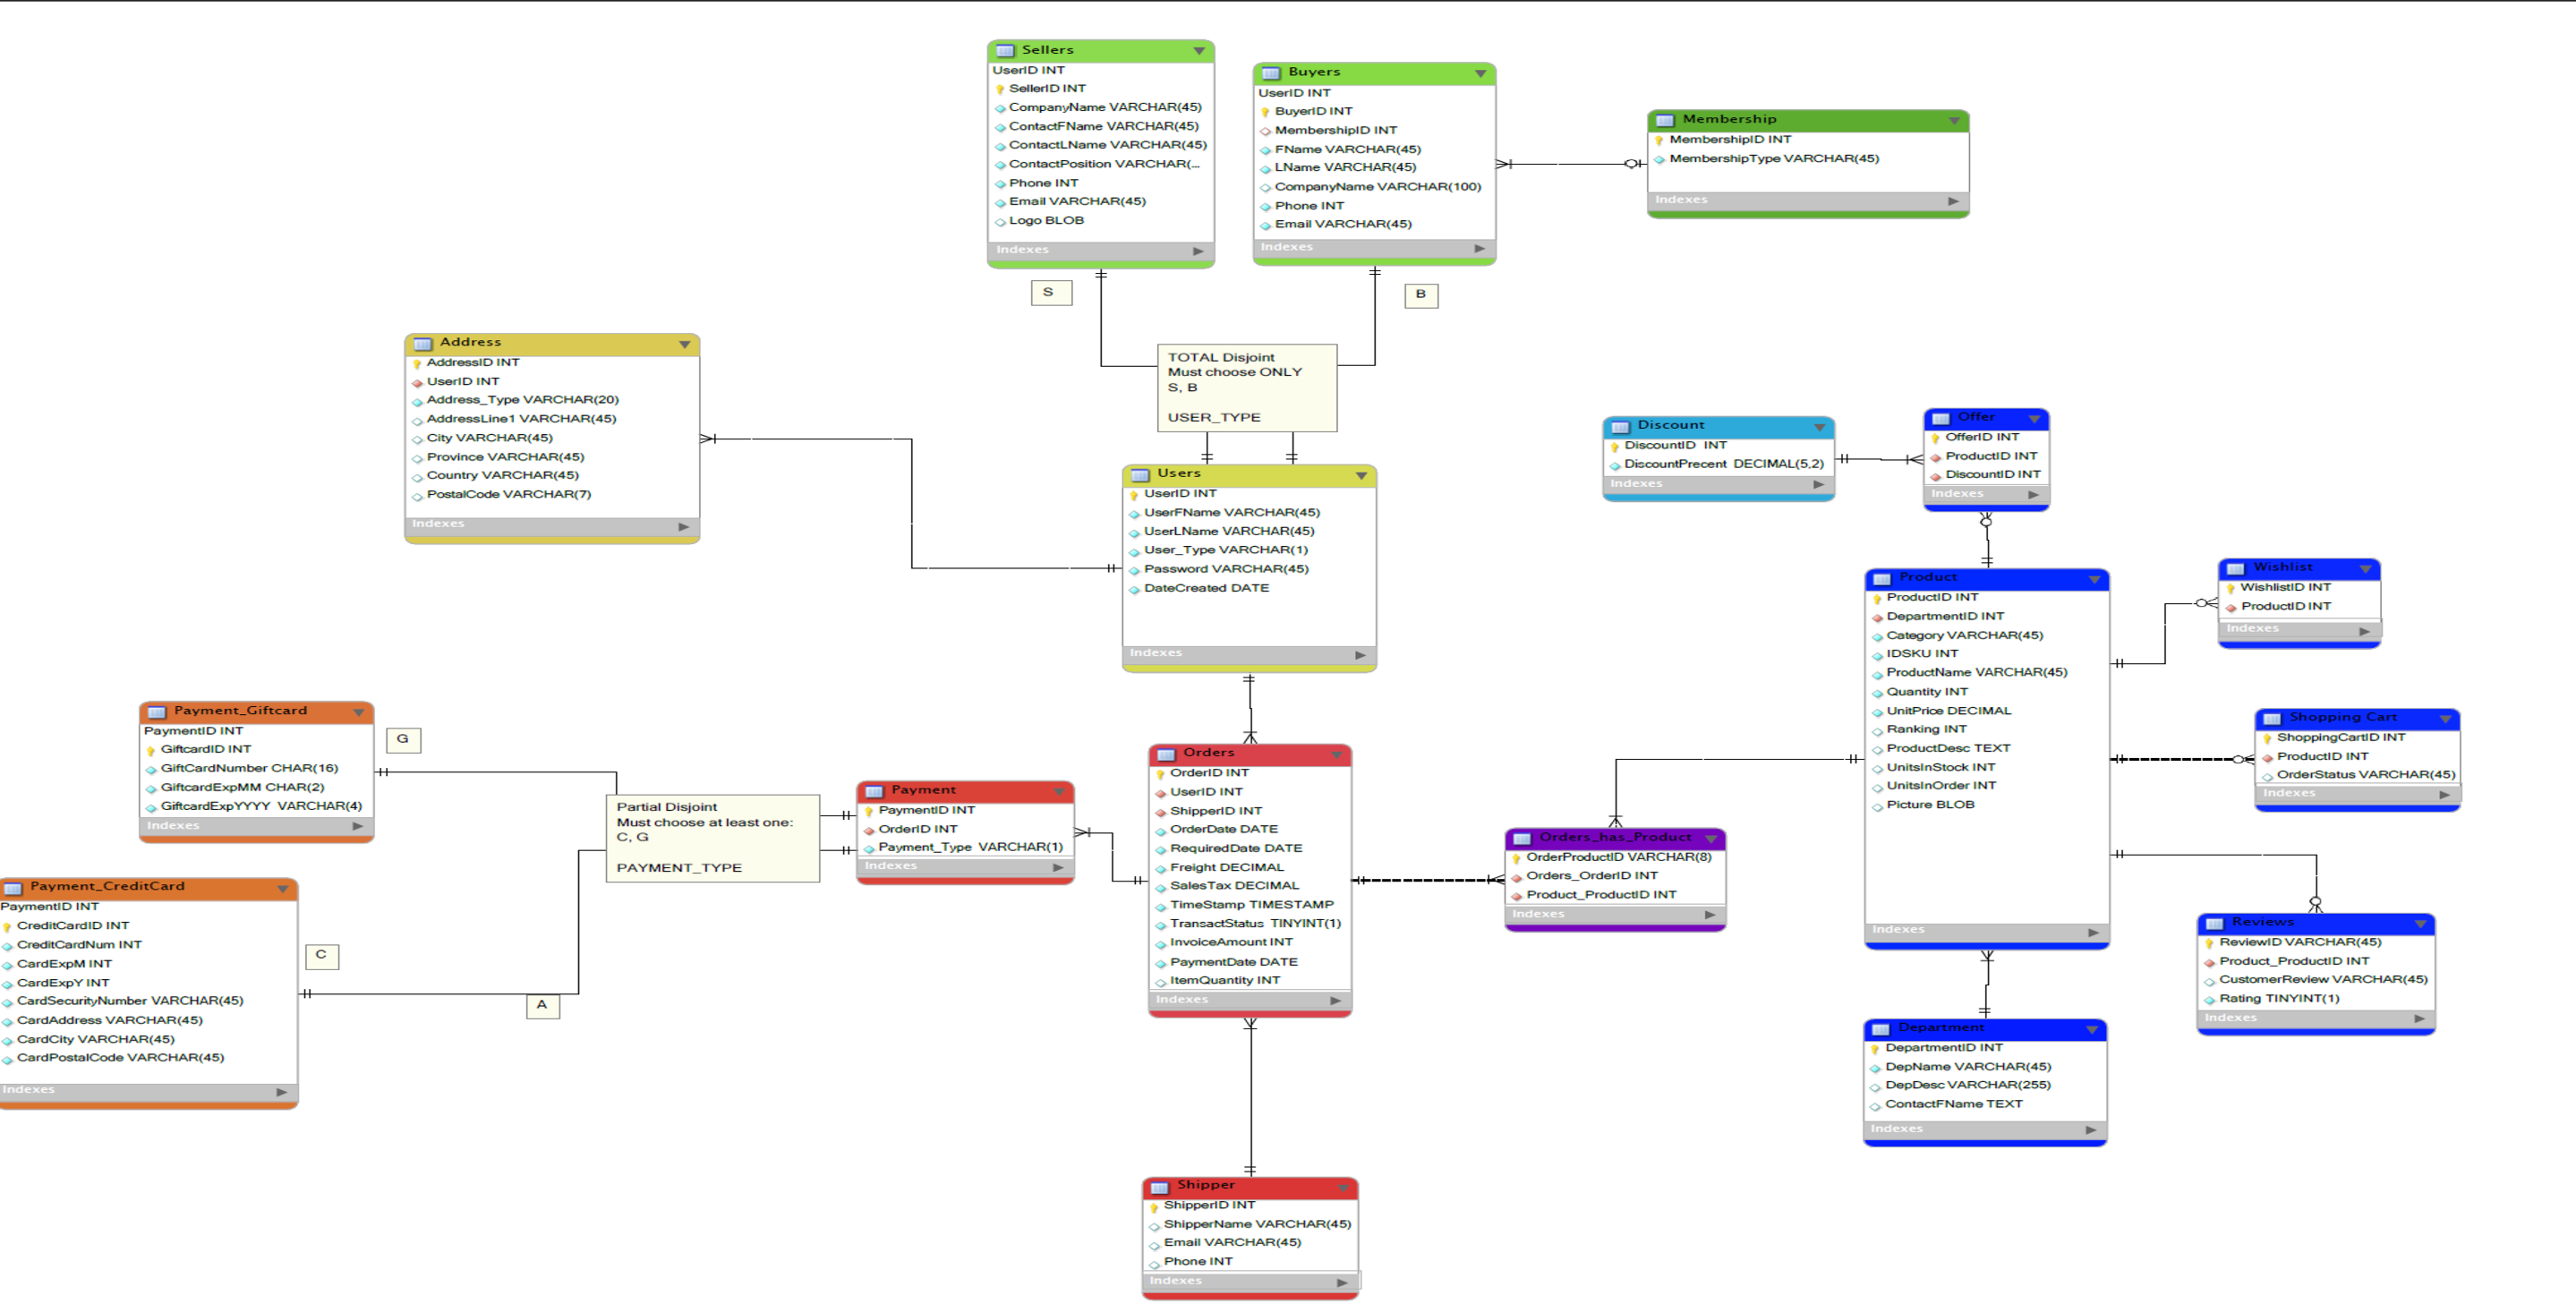 Sellers
UserID INT
SellerID INT
CompanyName VARCHAR(45)
ContactFName VARCHAR(45)
ContactLName VARCHAR(45)
ContactPosition VARCHAR(...
Phone INT
Email VARCHAR(45)
Logo BLOB
Indexes
Buyers
UserID INT
BuyerID INT
MembershipID INT
FName VARCHAR(45)
LName VARCHAR(45)
CompanyName VARCHAR(100)
Phone INT
Email VARCHAR(45)
Indexes
Membership
MembershipID INT
MembershipType VARCHAR(45)
Indexes
S
B
Address
AddressID INT
UserID INT
Address_Type VARCHAR(20)
AddressLine1 VARCHAR(45)
City VARCHAR(45)
Province VARCHAR(45)
Country VARCHAR(45)
PostalCode VARCHAR(7)
Indexes
TOTAL Disjoint
Must choose ONLY
S, B
USER_TYPE
Users
UserID INT
UserFName VARCHAR(45)
UserLName VARCHAR(45)
User_Type VARCHAR(1)
Password VARCHAR(45)
DateCreated DATE
Indexes
Discount
DiscountID INT
DiscountPrecent DECIMAL(5,2)
Indexes
Offer
OfferID INT
ProductID INT
DiscountID INT
Indexes
Product
ProductID INT
DepartmentID INT
Category VARCHAR(45)
IDSKU INT
ProductName VARCHAR(45)
Quantity INT
UnitPrice DECIMAL
Ranking INT
ProductDesc TEXT
UnitsInStock INT
UnitsInOrder INT
Picture BLOB
Indexes
Wishlist
WishlistID INT
ProductID INT
Indexes
Shopping Cart
ShoppingCartID INT
ProductID INT
OrderStatus VARCHAR(45)
Indexes
Payment_Giftcard
PaymentID INT
GiftcardID INT
GiftCardNumber CHAR(16)
GiftcardExpMM CHAR(2)
GiftcardExpYYYY VARCHAR(4)
Indexes
G
Partial Disjoint
Must choose at least one:
C, G
PAYMENT_TYPE
Payment
PaymentID INT
OrderID INT
Payment_Type VARCHAR(1)
Indexes
Orders
OrderID INT
UserID INT
ShipperID INT
OrderDate DATE
RequiredDate DATE
Freight DECIMAL
SalesTax DECIMAL
TimeStamp TIMESTAMP
TransactStatus TINYINT(1)
InvoiceAmount INT
PaymentDate DATE
ItemQuantity INT
Indexes
Orders_has_Product
OrderProductID VARCHAR(8)
Orders_OrderID INT
Product_ProductID INT
Indexes
Payment_CreditCard
PaymentID INT
CreditCardID INT
CreditCardNum INT
CardExpM INT
CardExpY INT
CardSecurityNumber VARCHAR(45)
CardAddress VARCHAR(45)
CardCity VARCHAR(45)
CardPostalCode VARCHAR(45)
Indexes
C
A
Reviews
ReviewID VARCHAR(45)
Product_ProductID INT
CustomerReview VARCHAR(45)
Rating TINYINT(1)
Indexes
Department
DepartmentID INT
DepName VARCHAR(45)
DepDesc VARCHAR(255)
ContactFName TEXT
Indexes
Shipper
ShipperID INT
ShipperName VARCHAR(45)
Email VARCHAR(45)
Phone INT
Indexes